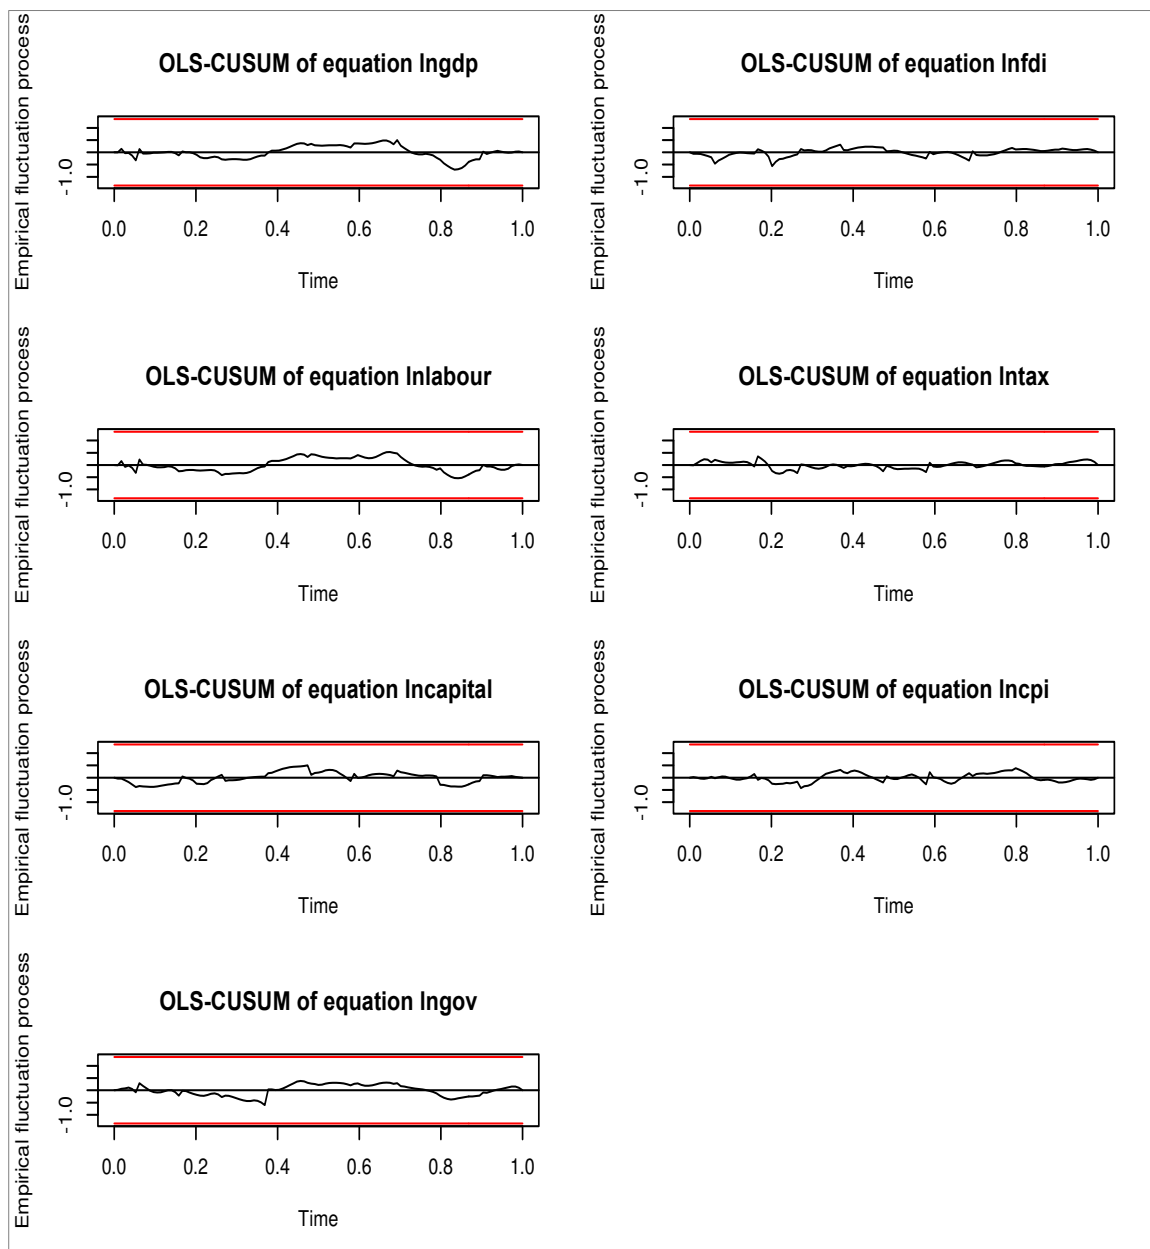 OLS-CUSUM of equation lngdp
Empirical fluctuation process
-1.0
0.0 0.2 0.4 0.6 0.8 1.0
Time
OLS-CUSUM of equation lnfdi
Empirical fluctuation process
-1.0
0.0 0.2 0.4 0.6 0.8 1.0
Time
OLS-CUSUM of equation lnlabour
Empirical fluctuation process
-1.0
0.0 0.2 0.4 0.6 0.8 1.0
Time
OLS-CUSUM of equation lntax
Empirical fluctuation process
-1.0
0.0 0.2 0.4 0.6 0.8 1.0
Time
OLS-CUSUM of equation lncapital
Empirical fluctuation process
-1.0
0.0 0.2 0.4 0.6 0.8 1.0
Time
OLS-CUSUM of equation lncpi
Empirical fluctuation process
-1.0
0.0 0.2 0.4 0.6 0.8 1.0
Time
OLS-CUSUM of equation lngov
Empirical fluctuation process
-1.0
0.0 0.2 0.4 0.6 0.8 1.0
Time